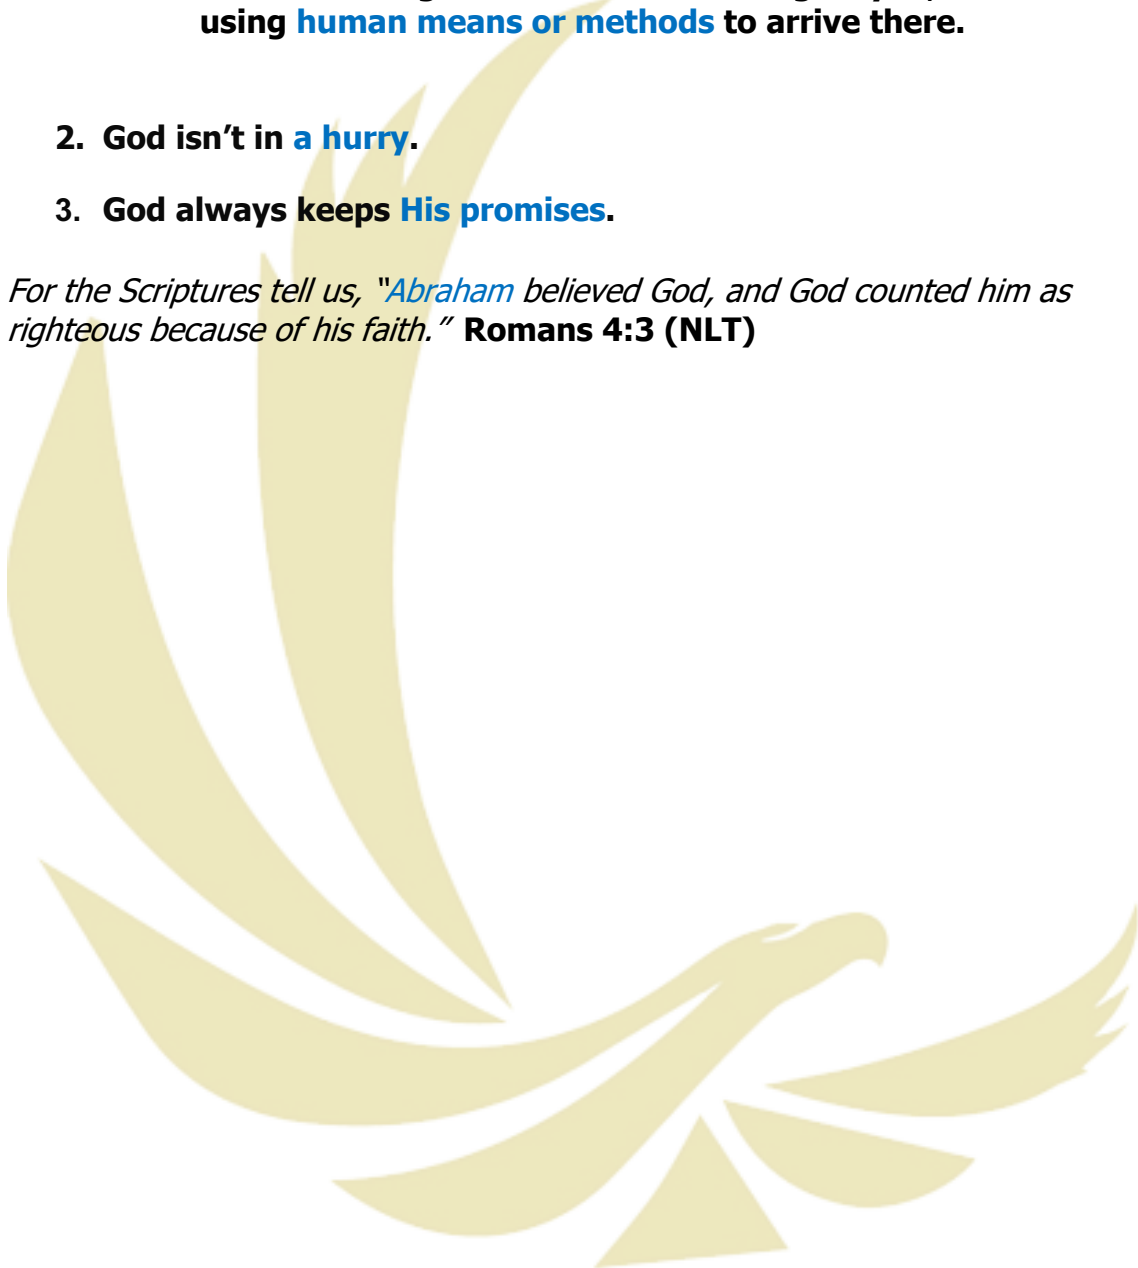 using human means or methods to arrive there.
2. God isn’t in a hurry.
3. God always keeps His promises.
For the Scriptures tell us, “Abraham believed God, and God counted him as
righteous because of his faith.” Romans 4:3 (NLT)